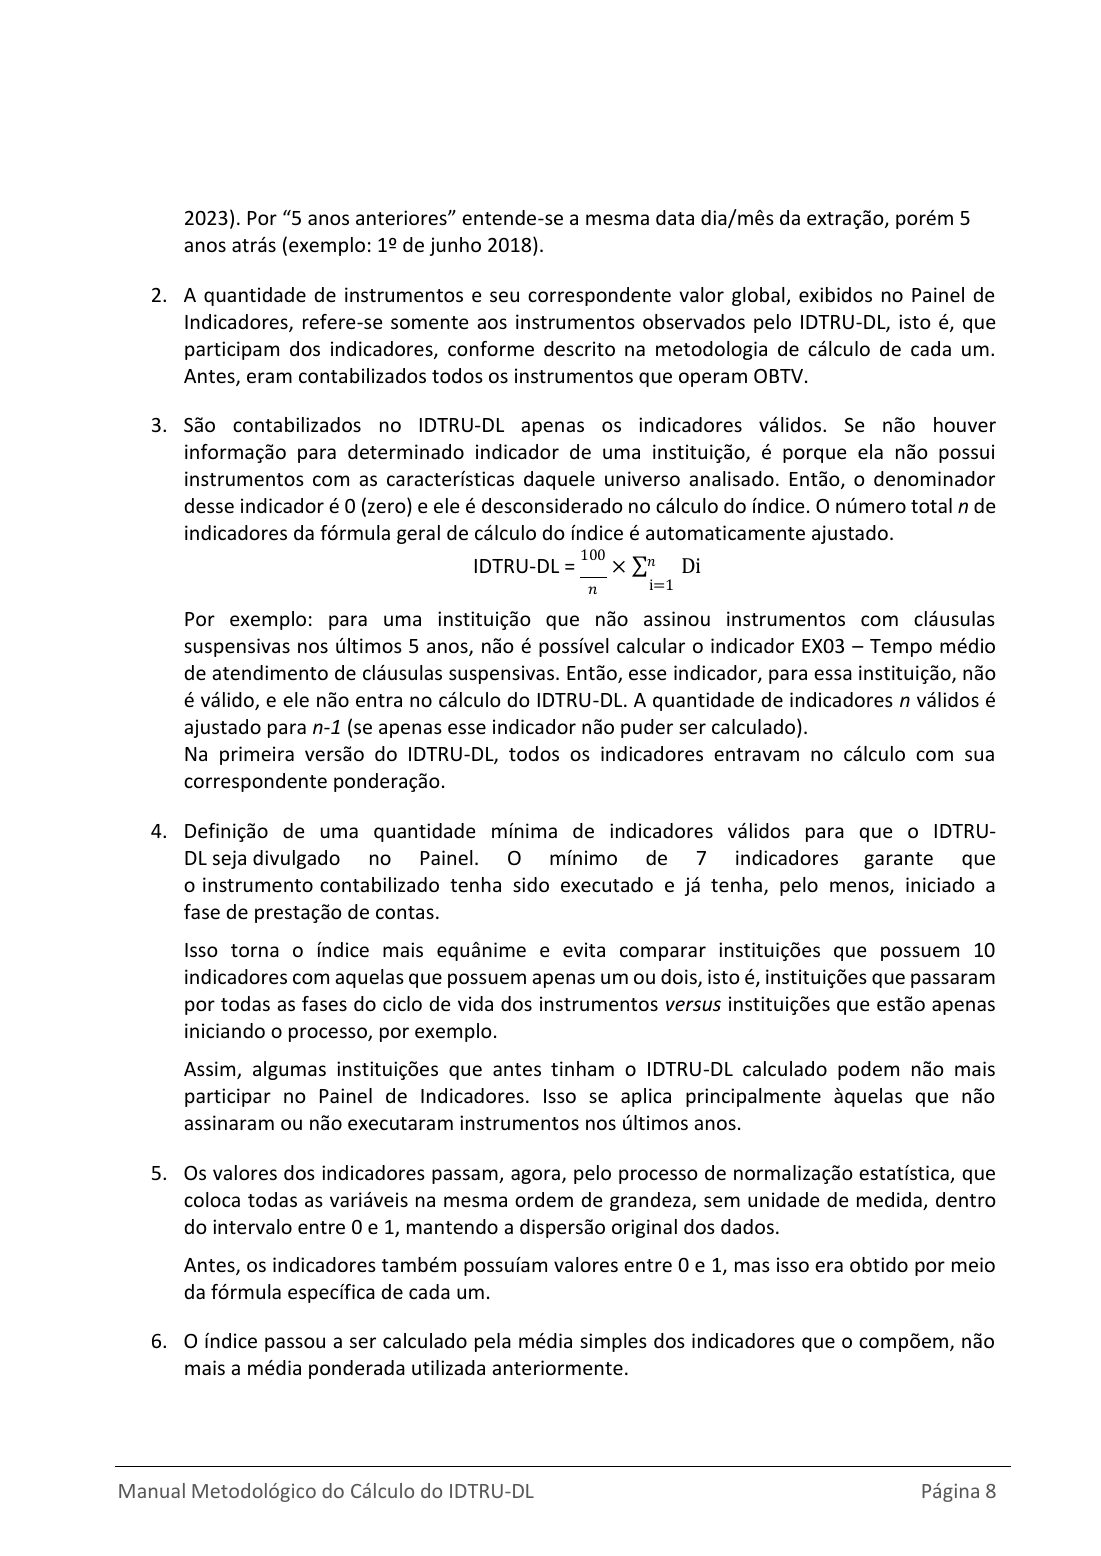 2023). Por “5 anos anteriores” entende-se a mesma data dia/mês da extração, porém 5
anos atrás (exemplo: 1º de junho 2018).
2. A quantidade de instrumentos e seu correspondente valor global, exibidos no Painel de
Indicadores, refere-se somente aos instrumentos observados pelo IDTRU-DL, isto é, que
participam dos indicadores, conforme descrito na metodologia de cálculo de cada um.
Antes, eram contabilizados todos os instrumentos que operam OBTV.
3. São contabilizados no IDTRU-DL apenas os indicadores válidos. Se não houver
informação para determinado indicador de uma instituição, é porque ela não possui
instrumentos com as características daquele universo analisado. Então, o denominador
desse indicador é 0 (zero) e ele é desconsiderado no cálculo do índice. O número total n de
indicadores da fórmula geral de cálculo do índice é automaticamente ajustado.
IDTRU-DL = 100/n × ∑ⁿi=1 Di
Por exemplo: para uma instituição que não assinou instrumentos com cláusulas
suspensivas nos últimos 5 anos, não é possível calcular o indicador EX03 – Tempo médio
de atendimento de cláusulas suspensivas. Então, esse indicador, para essa instituição, não
é válido, e ele não entra no cálculo do IDTRU-DL. A quantidade de indicadores n válidos é
ajustado para n-1 (se apenas esse indicador não puder ser calculado).
Na primeira versão do IDTRU-DL, todos os indicadores entravam no cálculo com sua
correspondente ponderação.
4. Definição de uma quantidade mínima de indicadores válidos para que o IDTRU-
DL seja divulgado no Painel. O mínimo de 7 indicadores garante que
o instrumento contabilizado tenha sido executado e já tenha, pelo menos, iniciado a
fase de prestação de contas.
Isso torna o índice mais equânime e evita comparar instituições que possuem 10
indicadores com aquelas que possuem apenas um ou dois, isto é, instituições que passaram
por todas as fases do ciclo de vida dos instrumentos versus instituições que estão apenas
iniciando o processo, por exemplo.
Assim, algumas instituições que antes tinham o IDTRU-DL calculado podem não mais
participar no Painel de Indicadores. Isso se aplica principalmente àquelas que não
assinaram ou não executaram instrumentos nos últimos anos.
5. Os valores dos indicadores passam, agora, pelo processo de normalização estatística, que
coloca todas as variáveis na mesma ordem de grandeza, sem unidade de medida, dentro
do intervalo entre 0 e 1, mantendo a dispersão original dos dados.
Antes, os indicadores também possuíam valores entre 0 e 1, mas isso era obtido por meio
da fórmula específica de cada um.
6. O índice passou a ser calculado pela média simples dos indicadores que o compõem, não
mais a média ponderada utilizada anteriormente.
Manual Metodológico do Cálculo do IDTRU-DL Página 8